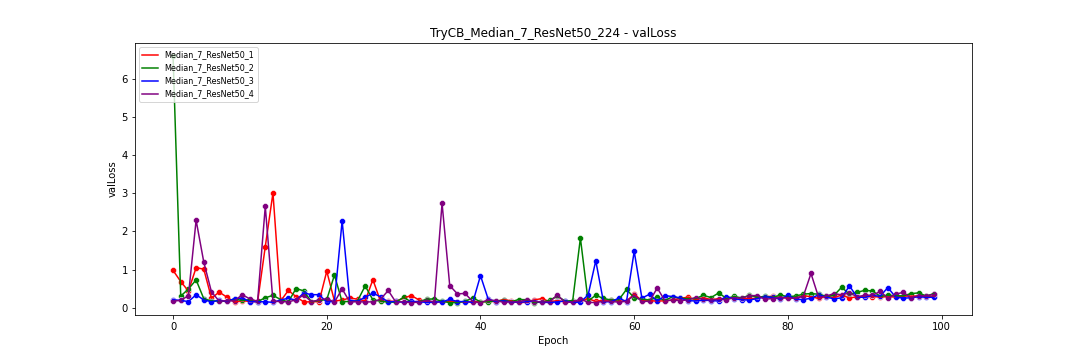 TryCB_Median_7_ResNet50_224 - valLoss
Median_7_ResNet50_1
Median_7_ResNet50_2
Median_7_ResNet50_3
Median_7_ResNet50_4
valLoss
6
5
4
3
2
1
0
0 20 40 60 80 100
Epoch